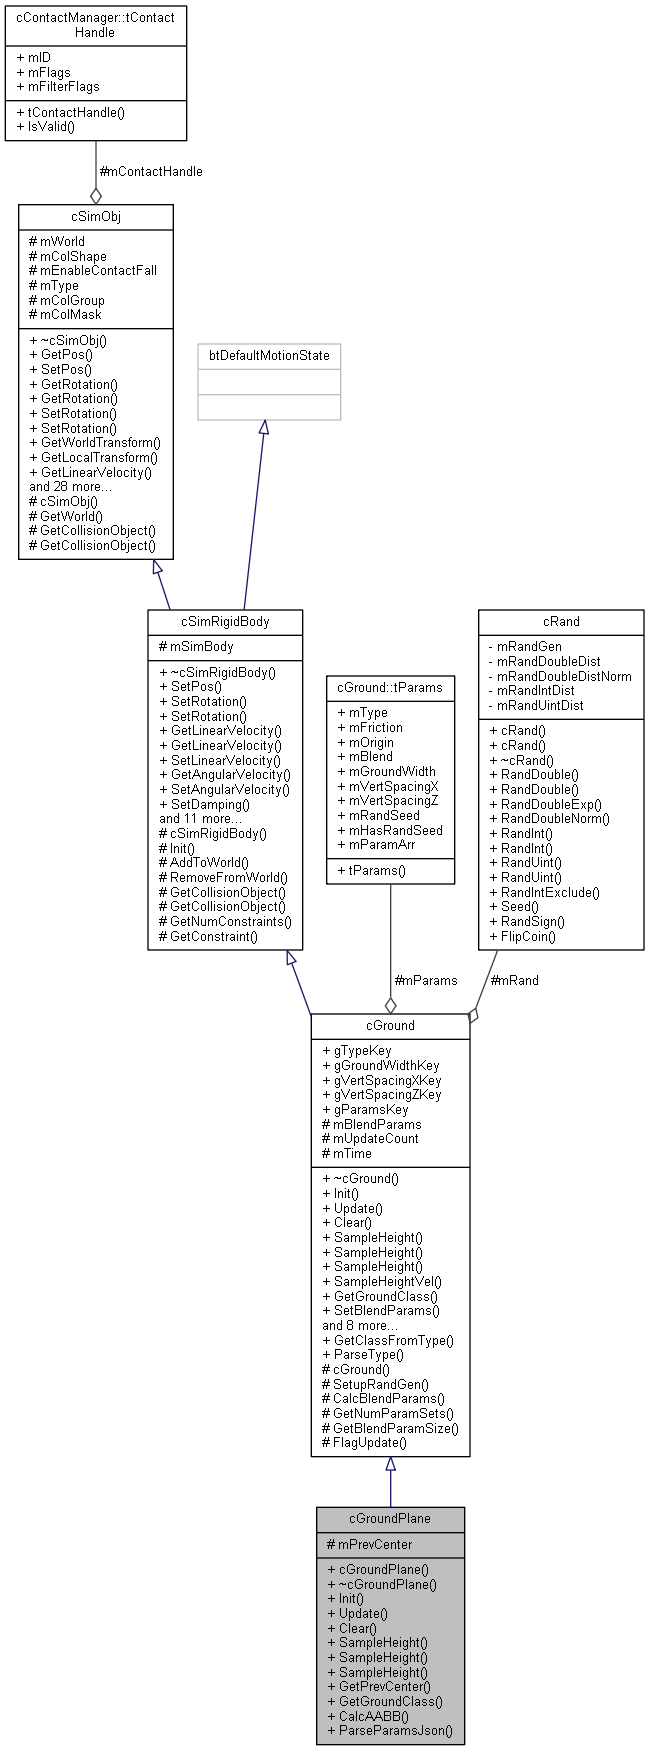 cContactManager::tContact
Handle
+ mID
+ mFlags
+ mFilterFlags
+ tContactHandle()
+ IsValid()
#mContactHandle
cSimObj
# mWorld
# mColShape
# mEnableContactFall
# mType
# mColGroup
# mColMask
+ ~cSimObj()
+ GetPos()
+ SetPos()
+ GetRotation()
+ GetRotation()
+ SetRotation()
+ SetRotation()
+ GetWorldTransform()
+ GetLocalTransform()
+ GetLinearVelocity()
and 28 more...
# cSimObj()
# GetWorld()
# GetCollisionObject()
# GetCollisionObject()
btDefaultMotionState
cSimRigidBody
# mSimBody
+ ~cSimRigidBody()
+ SetPos()
+ SetRotation()
+ SetRotation()
+ GetLinearVelocity()
+ GetLinearVelocity()
+ SetLinearVelocity()
+ GetAngularVelocity()
+ SetAngularVelocity()
+ SetDamping()
and 11 more...
# cSimRigidBody()
# Init()
# AddToWorld()
# RemoveFromWorld()
# GetCollisionObject()
# GetCollisionObject()
# GetNumConstraints()
# GetConstraint()
cGround::tParams
+ mType
+ mFriction
+ mOrigin
+ mBlend
+ mGroundWidth
+ mVertSpacingX
+ mVertSpacingZ
+ mRandSeed
+ mHasRandSeed
+ mParamArr
+ tParams()
#mParams
cRand
- mRandGen
- mRandDoubleDist
- mRandDoubleDistNorm
- mRandIntDist
- mRandUintDist
+ cRand()
+ cRand()
+ ~cRand()
+ RandDouble()
+ RandDouble()
+ RandDoubleExp()
+ RandDoubleNorm()
+ RandInt()
+ RandInt()
+ RandUint()
+ RandUint()
+ RandIntExclude()
+ Seed()
+ RandSign()
+ FlipCoin()
#mRand
cGround
+ gTypeKey
+ gGroundWidthKey
+ gVertSpacingXKey
+ gVertSpacingZKey
+ gParamsKey
# mBlendParams
# mUpdateCount
# mTime
+ ~cGround()
+ Init()
+ Update()
+ Clear()
+ SampleHeight()
+ SampleHeight()
+ SampleHeight()
+ SampleHeightVel()
+ GetGroundClass()
+ SetBlendParams()
and 8 more...
+ GetClassFromType()
+ ParseType()
# cGround()
# SetupRandGen()
# CalcBlendParams()
# GetNumParamSets()
# GetBlendParamSize()
# FlagUpdate()
cGroundPlane
# mPrevCenter
+ cGroundPlane()
+ ~cGroundPlane()
+ Init()
+ Update()
+ Clear()
+ SampleHeight()
+ SampleHeight()
+ SampleHeight()
+ GetPrevCenter()
+ GetGroundClass()
+ CalcAABB()
+ ParseParamsJson()